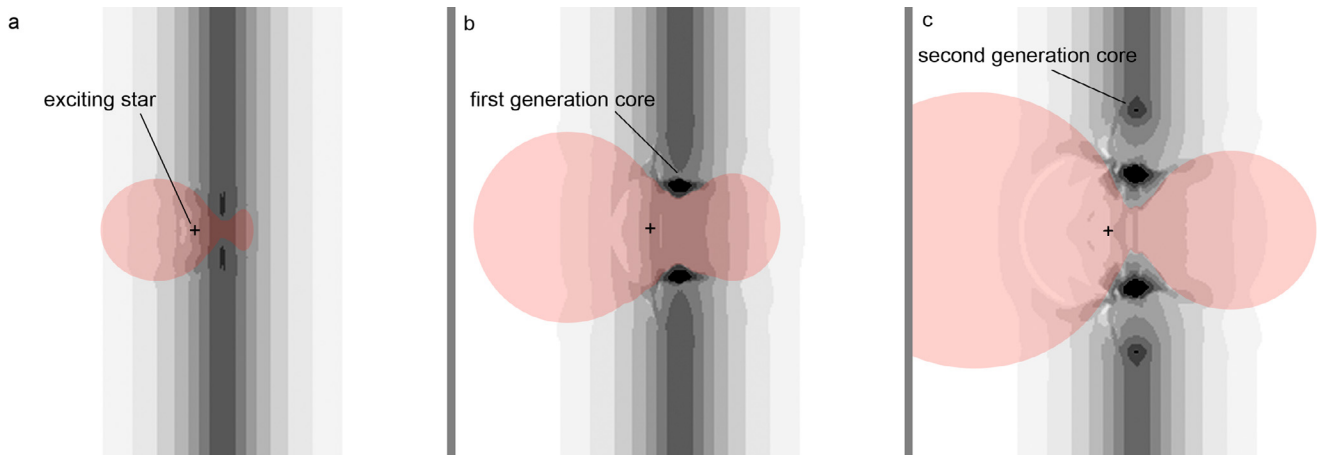 a
exciting star
b
first generation core
c
second generation core